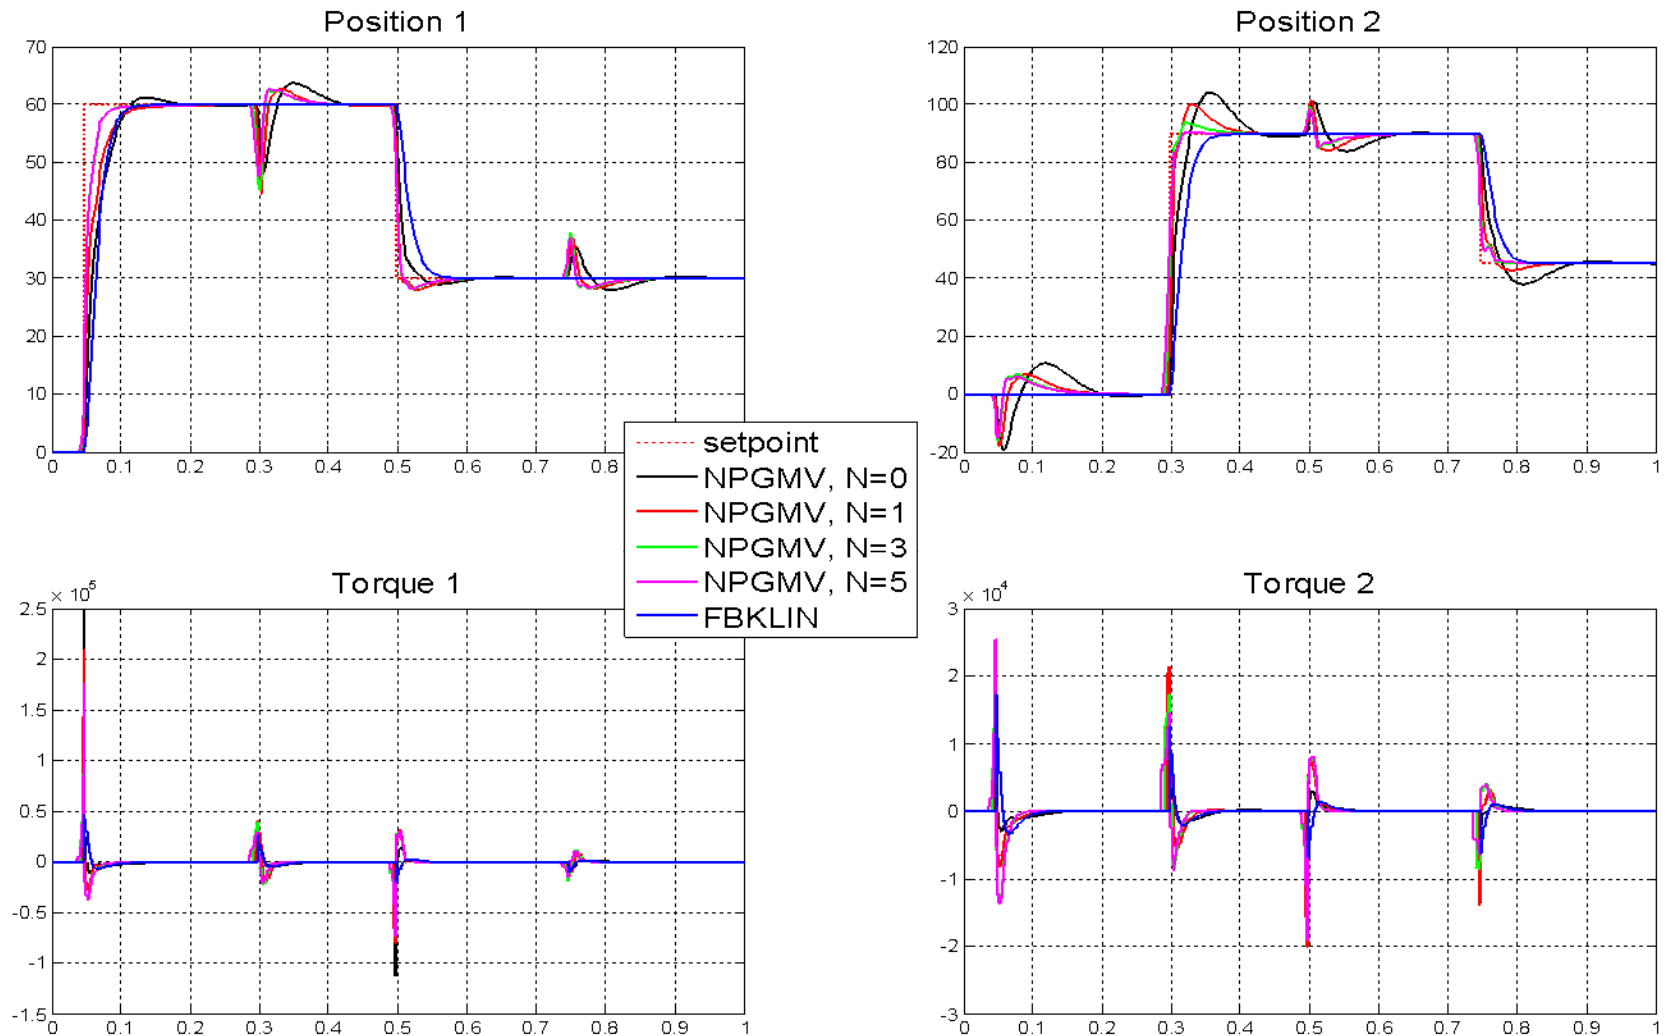 Position 1
Position 2
70
60
50
40
30
20
10
0
0 0.1 0.2 0.3 0.4 0.5 0.6 0.7 0.8
120
100
80
60
40
20
0
-20
0 0.1 0.2 0.3 0.4 0.5 0.6 0.7 0.8 0.9 1
setpoint
NPGMV, N=0
NPGMV, N=1
NPGMV, N=3
NPGMV, N=5
FBKLIN
Torque 1
× 10^5
2.5
2
1.5
1
0.5
0
-0.5
-1
-1.5
0 0.1 0.2 0.3 0.4 0.5 0.6 0.7 0.8 0.9 1
Torque 2
× 10^4
3
2
1
0
-1
-2
-3
0 0.1 0.2 0.3 0.4 0.5 0.6 0.7 0.8 0.9 1